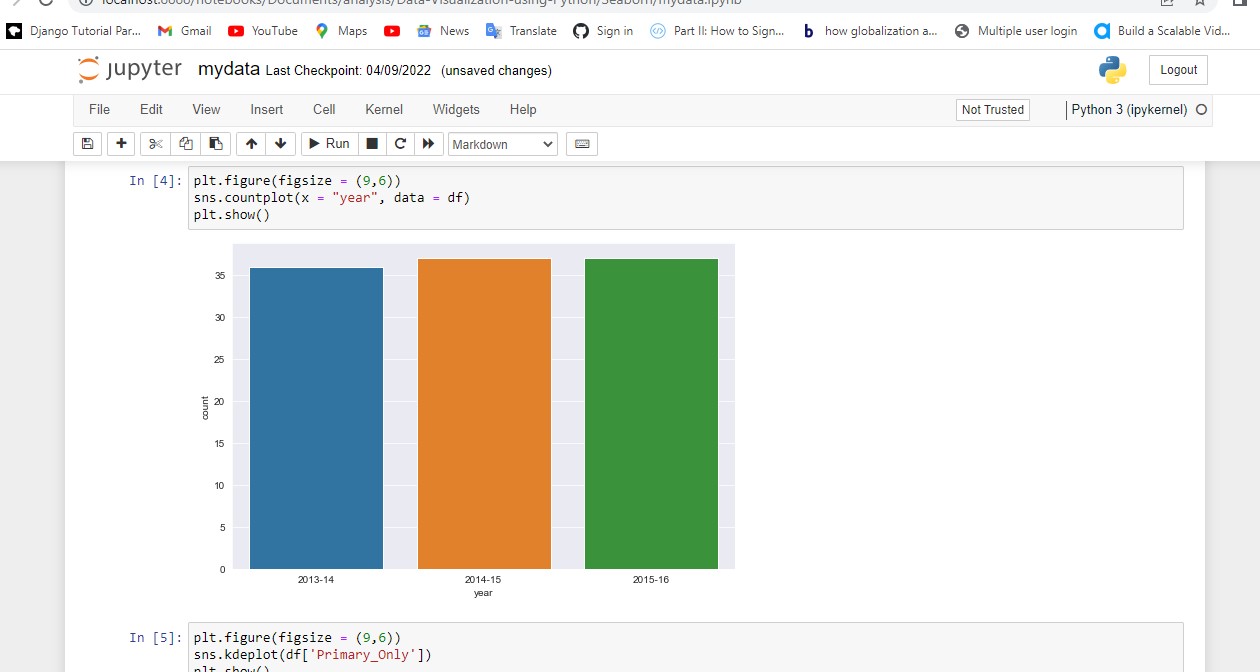 localhost:8888/notebooks/Documents/analysis/Data-Visualization-using-Python/Seaborn/mydata.ipynb
Django Tutorial Par... Gmail YouTube Maps News Translate Sign in Part II: How to Sign... b how globalization a... Multiple user login Build a Scalable Vid...
jupyter mydata Last Checkpoint: 04/09/2022 (unsaved changes) Logout
File Edit View Insert Cell Kernel Widgets Help Not Trusted Python 3 (ipykernel)
Run Markdown
In [4]: plt.figure(figsize = (9,6))
sns.countplot(x = "year", data = df)
plt.show()
35
30
25
20
count
15
10
5
0
2013-14 2014-15 2015-16
year
In [5]: plt.figure(figsize = (9,6))
sns.kdeplot(df['Primary_Only'])
plt.show()